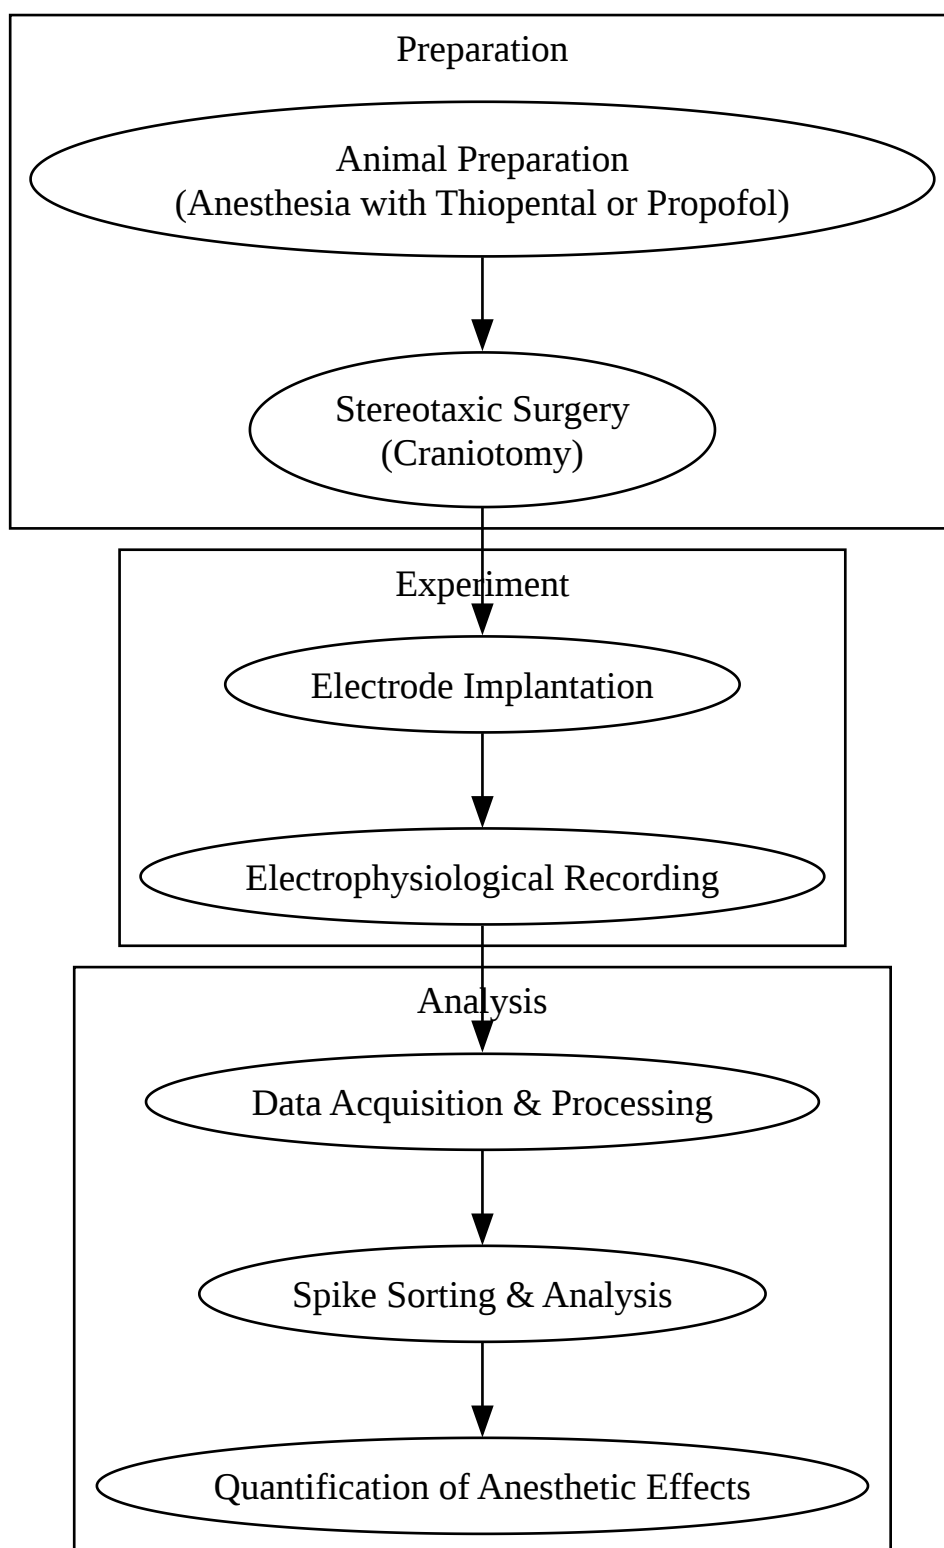 Preparation
Animal Preparation
(Anesthesia with Thiopental or Propofol)
Stereotaxic Surgery
(Craniotomy)
Experiment
Electrode Implantation
Electrophysiological Recording
Analysis
Data Acquisition & Processing
Spike Sorting & Analysis
Quantification of Anesthetic Effects